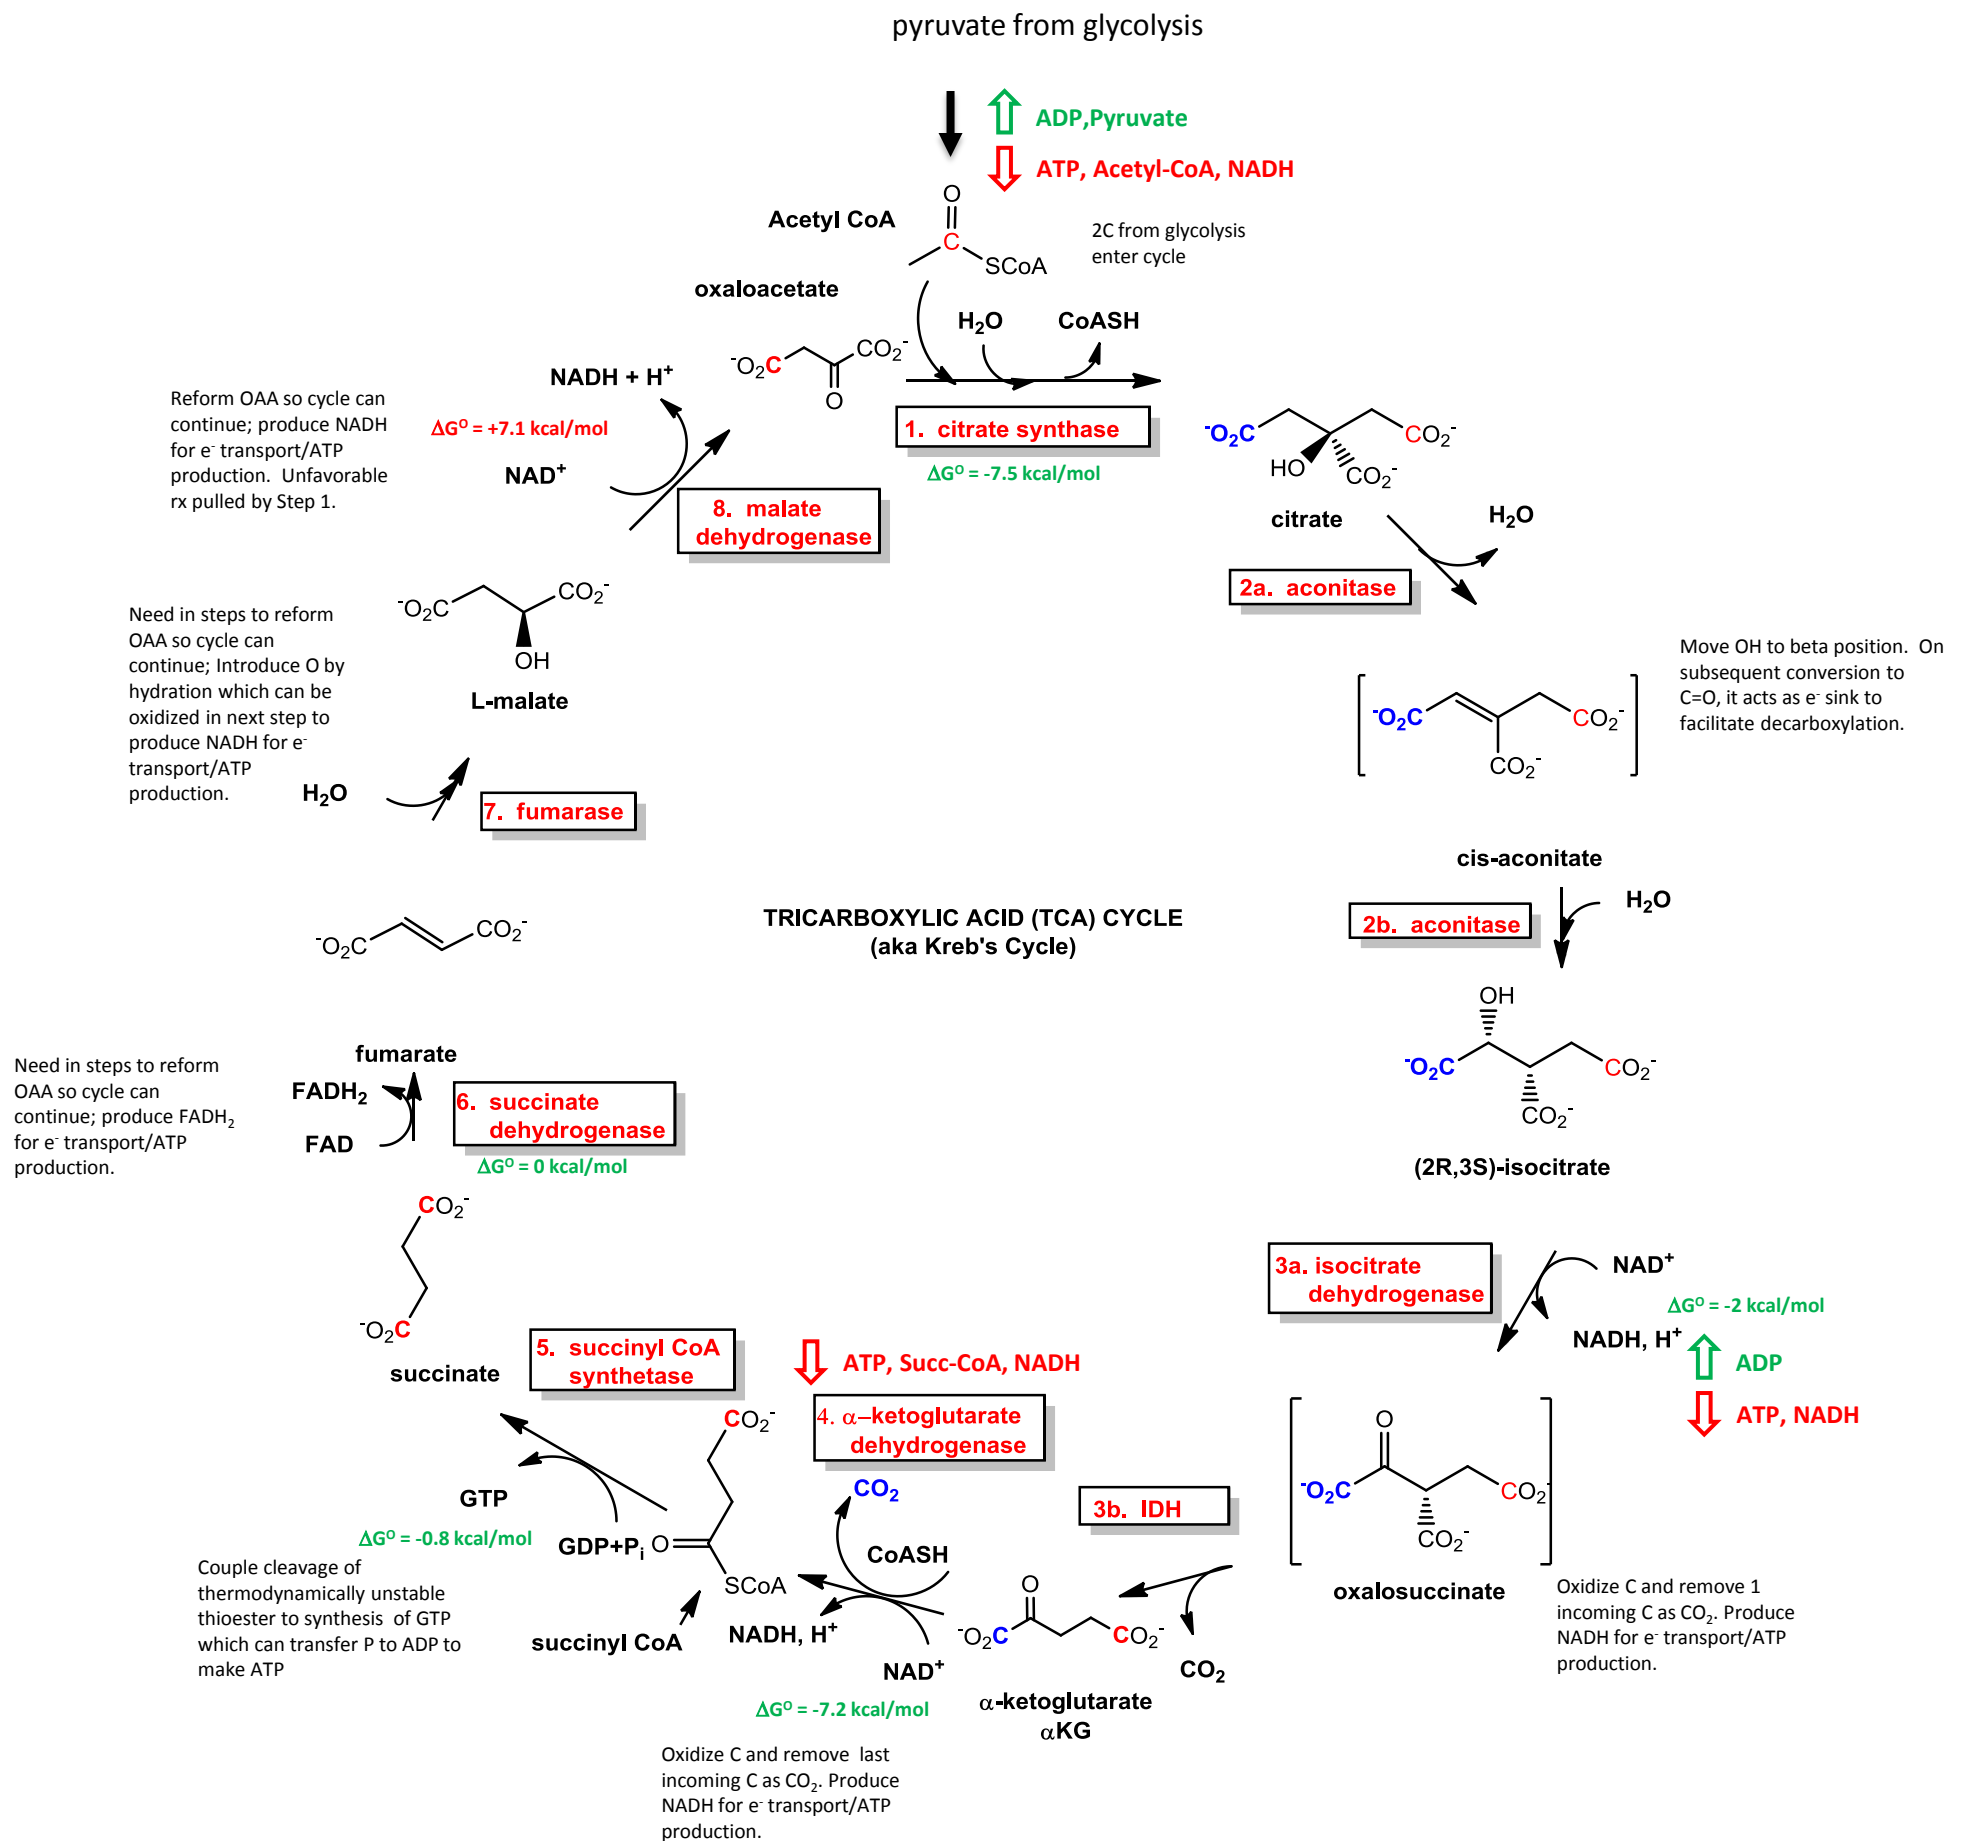 pyruvate from glycolysis
ADP,Pyruvate
ATP, Acetyl-CoA, NADH
O
Acetyl CoA
C
SCoA
2C from glycolysis
enter cycle
oxaloacetate
H₂O
CoASH
⁻O₂C
CO₂⁻
O
NADH + H⁺
Reform OAA so cycle can
continue; produce NADH
for e⁻ transport/ATP
production.  Unfavorable
rx pulled by Step 1.
ΔG⁰ = +7.1 kcal/mol
NAD⁺
1.  citrate synthase
ΔG⁰ = -7.5 kcal/mol
8.  malate
dehydrogenase
⁻O₂C
CO₂⁻
HO
CO₂⁻
citrate
H₂O
2a.  aconitase
⁻O₂C
CO₂⁻
OH
L-malate
Need in steps to reform
OAA so cycle can
continue; Introduce O by
hydration which can be
oxidized in next step to
produce NADH for e⁻
transport/ATP
production.
H₂O
7.  fumarase
Move OH to beta position.  On
subsequent conversion to
C=O, it acts as e⁻ sink to
facilitate decarboxylation.
⁻O₂C
CO₂⁻
CO₂⁻
cis-aconitate
2b.  aconitase
H₂O
TRICARBOXYLIC ACID (TCA) CYCLE
(aka Kreb's Cycle)
⁻O₂C
CO₂⁻
fumarate
OH
⁻O₂C
CO₂⁻
CO₂⁻
(2R,3S)-isocitrate
Need in steps to reform
OAA so cycle can
continue; produce FADH₂
for e⁻ transport/ATP
production.
FADH₂
FAD
6.  succinate
dehydrogenase
ΔG⁰ = 0 kcal/mol
CO₂⁻
⁻O₂C
succinate
3a. isocitrate
dehydrogenase
NAD⁺
ΔG⁰ = -2 kcal/mol
NADH, H⁺
ADP
ATP, NADH
5.  succinyl CoA
synthetase
ATP, Succ-CoA, NADH
4. α–ketoglutarate
dehydrogenase
CO₂⁻
CO₂
O
⁻O₂C
CO₂⁻
CO₂⁻
oxalosuccinate
3b.  IDH
GTP
ΔG⁰ = -0.8 kcal/mol
GDP+Pᵢ
O
SCoA
CoASH
Couple cleavage of
thermodynamically unstable
thioester to synthesis  of GTP
which can transfer P to ADP to
make ATP
succinyl CoA
NADH, H⁺
NAD⁺
ΔG⁰ = -7.2 kcal/mol
O
⁻O₂C
CO₂⁻
CO₂
α-ketoglutarate
αKG
Oxidize C and remove 1
incoming C as CO₂. Produce
NADH for e⁻ transport/ATP
production.
Oxidize C and remove  last
incoming C as CO₂. Produce
NADH for e⁻ transport/ATP
production.